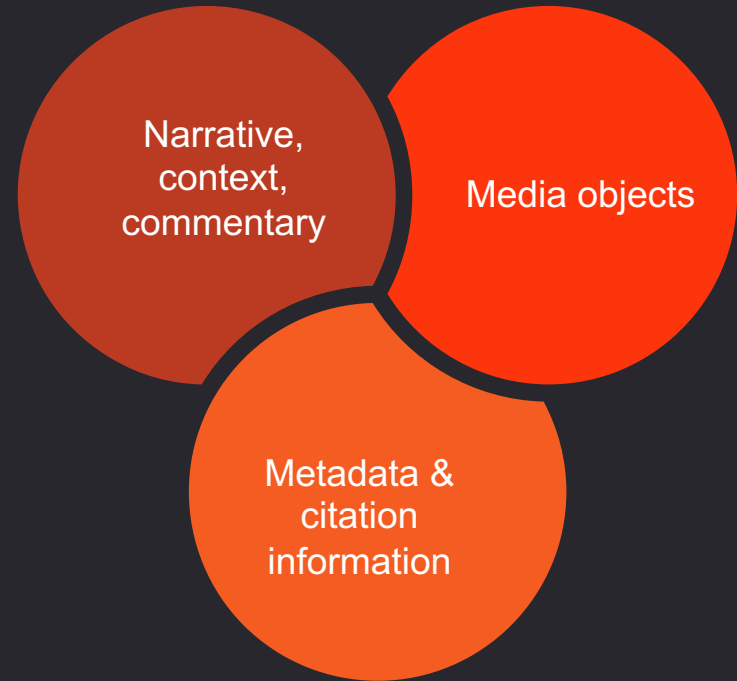 Narrative,
context,
commentary
Media objects
Metadata &
citation
information